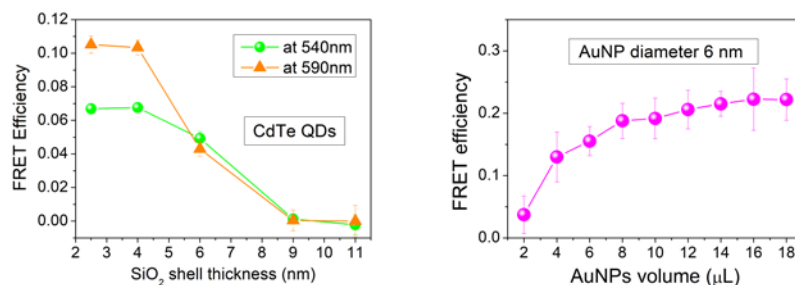 0.12
0.10
0.08
0.06
0.04
0.02
0.00
FRET Efficiency
at 540nm
at 590nm
CdTe QDs
2 3 4 5 6 7 8 9 10 11
SiO₂ shell thickness (nm)
0.3
0.2
0.1
0.0
FRET efficiency
AuNP diameter 6 nm
2 4 6 8 10 12 14 16 18
AuNPs volume (μL)